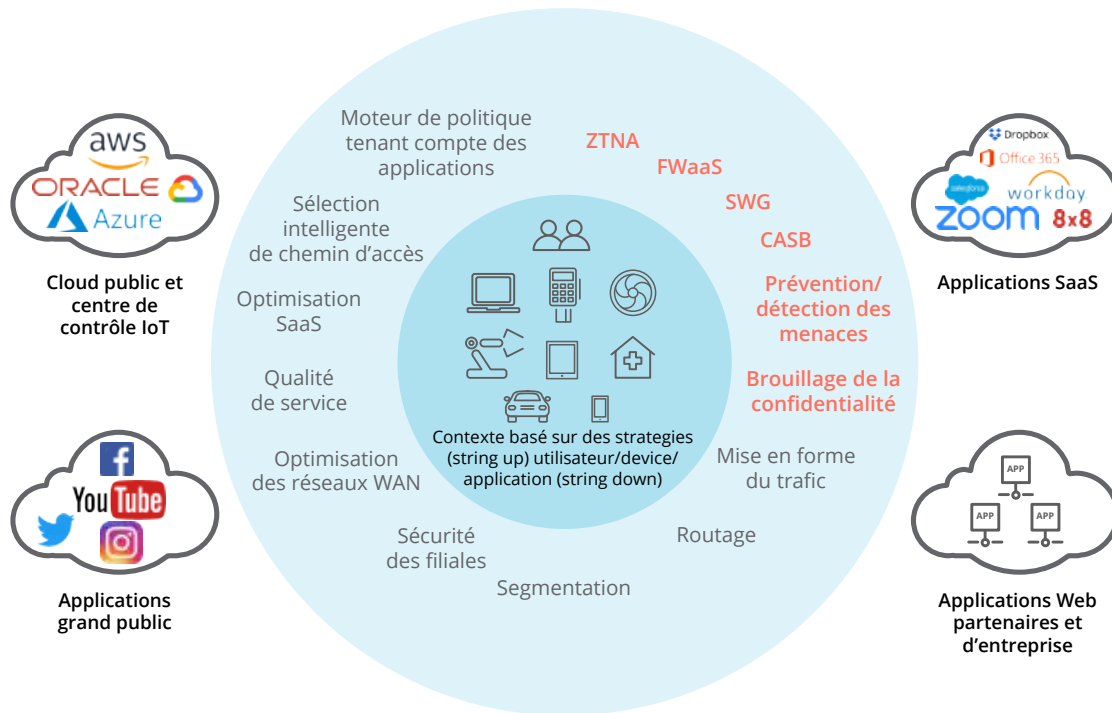 aws
ORACLE
Azure
Cloud public et
centre de
contrôle IoT
Facebook
f
YouTube
Applications
grand public
Moteur de politique
tenant compte des
applications
Sélection
intelligente
de chemin d’accès
Optimisation
SaaS
Qualité
de service
Optimisation
des réseaux WAN
Sécurité
des filiales
Segmentation
Routage
Mise en forme
du trafic
ZTNA
FWaaS
SWG
CASB
Prévention/
détection des
menaces
Brouillage de la
confidentialité
Contexte basé sur des strategies
(string up) utilisateur/device/
application (string down)
Dropbox
Office 365
salesforce
workday
zoom
8x8
Applications SaaS
APP
APP
APP
Applications Web
partenaires et
d’entreprise